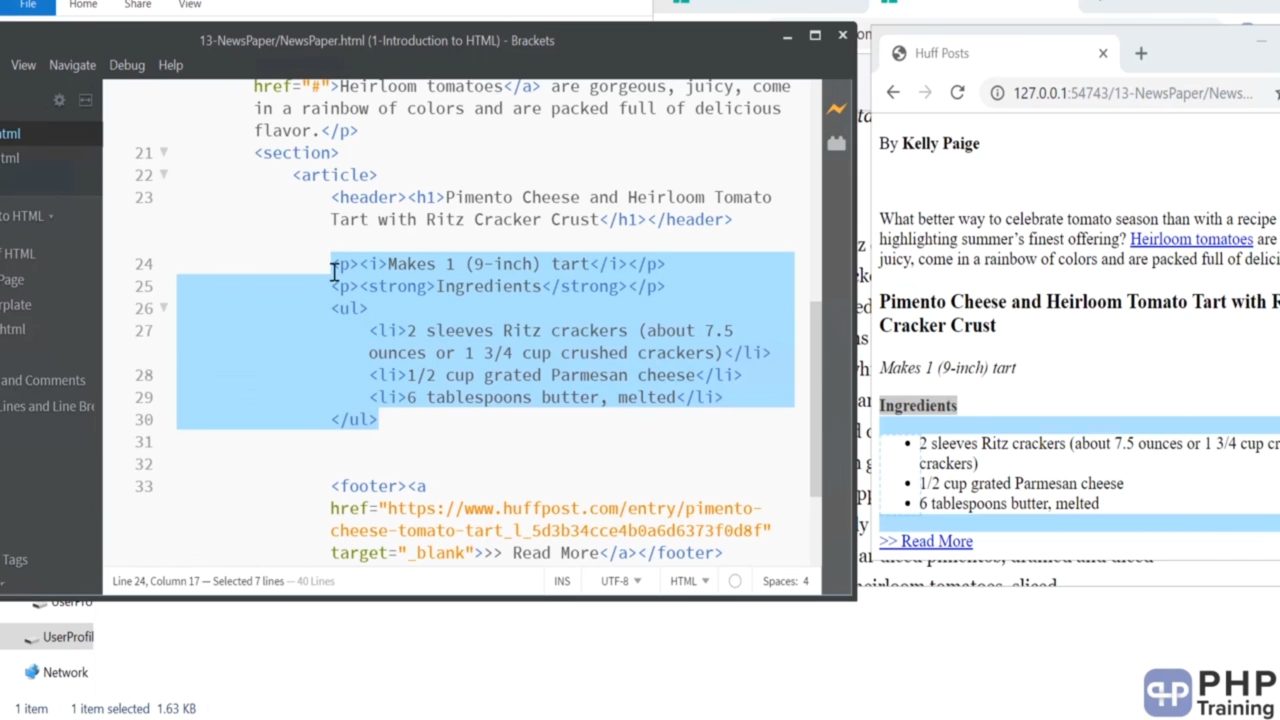 File Home Share View
13-NewsPaper/NewsPaper.html (1-Introduction to HTML) - Brackets
View Navigate Debug Help
href="#">Heirloom tomatoes</a> are gorgeous, juicy, come
in a rainbow of colors and are packed full of delicious
flavor.</p>
21 <section>
22 <article>
23 <header><h1>Pimento Cheese and Heirloom Tomato
Tart with Ritz Cracker Crust</h1></header>
24 <p><i>Makes 1 (9-inch) tart</i></p>
25 <p><strong>Ingredients</strong></p>
26 <ul>
27 <li>2 sleeves Ritz crackers (about 7.5
ounces or 1 3/4 cup crushed crackers)</li>
28 <li>1/2 cup grated Parmesan cheese</li>
29 <li>6 tablespoons butter, melted</li>
30 </ul>
31
32
33 <footer><a
href="https://www.huffpost.com/entry/pimento-
cheese-tomato-tart_l_5d3b34cce4b0a6d6373f0d8f"
target="_blank">>> Read More</a></footer>
Line 24, Column 17 — Selected 7 lines — 40 Lines
INS UTF-8 HTML Spaces: 4
html
to HTML
HTML
Page
html
and Comments
Tags
Huff Posts
127.0.0.1:54743/13-NewsPaper/News...
By Kelly Paige
What better way to celebrate tomato season than with a recipe
highlighting summer’s finest offering? Heirloom tomatoes are
juicy, come in a rainbow of colors and are packed full of
Pimento Cheese and Heirloom Tomato Tart with
Cracker Crust
Makes 1 (9-inch) tart
Ingredients
• 2 sleeves Ritz crackers (about 7.5 ounces or 1 3/4 cup
crackers)
• 1/2 cup grated Parmesan cheese
• 6 tablespoons butter, melted
>> Read More
UserProfil
Network
1 item 1 item selected 1.63 KB
PHP
Training